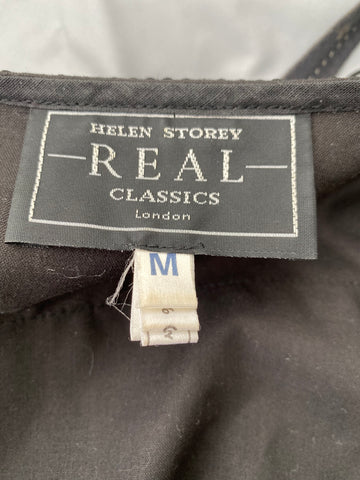 HELEN STOREY
REAL
CLASSICS
London
M